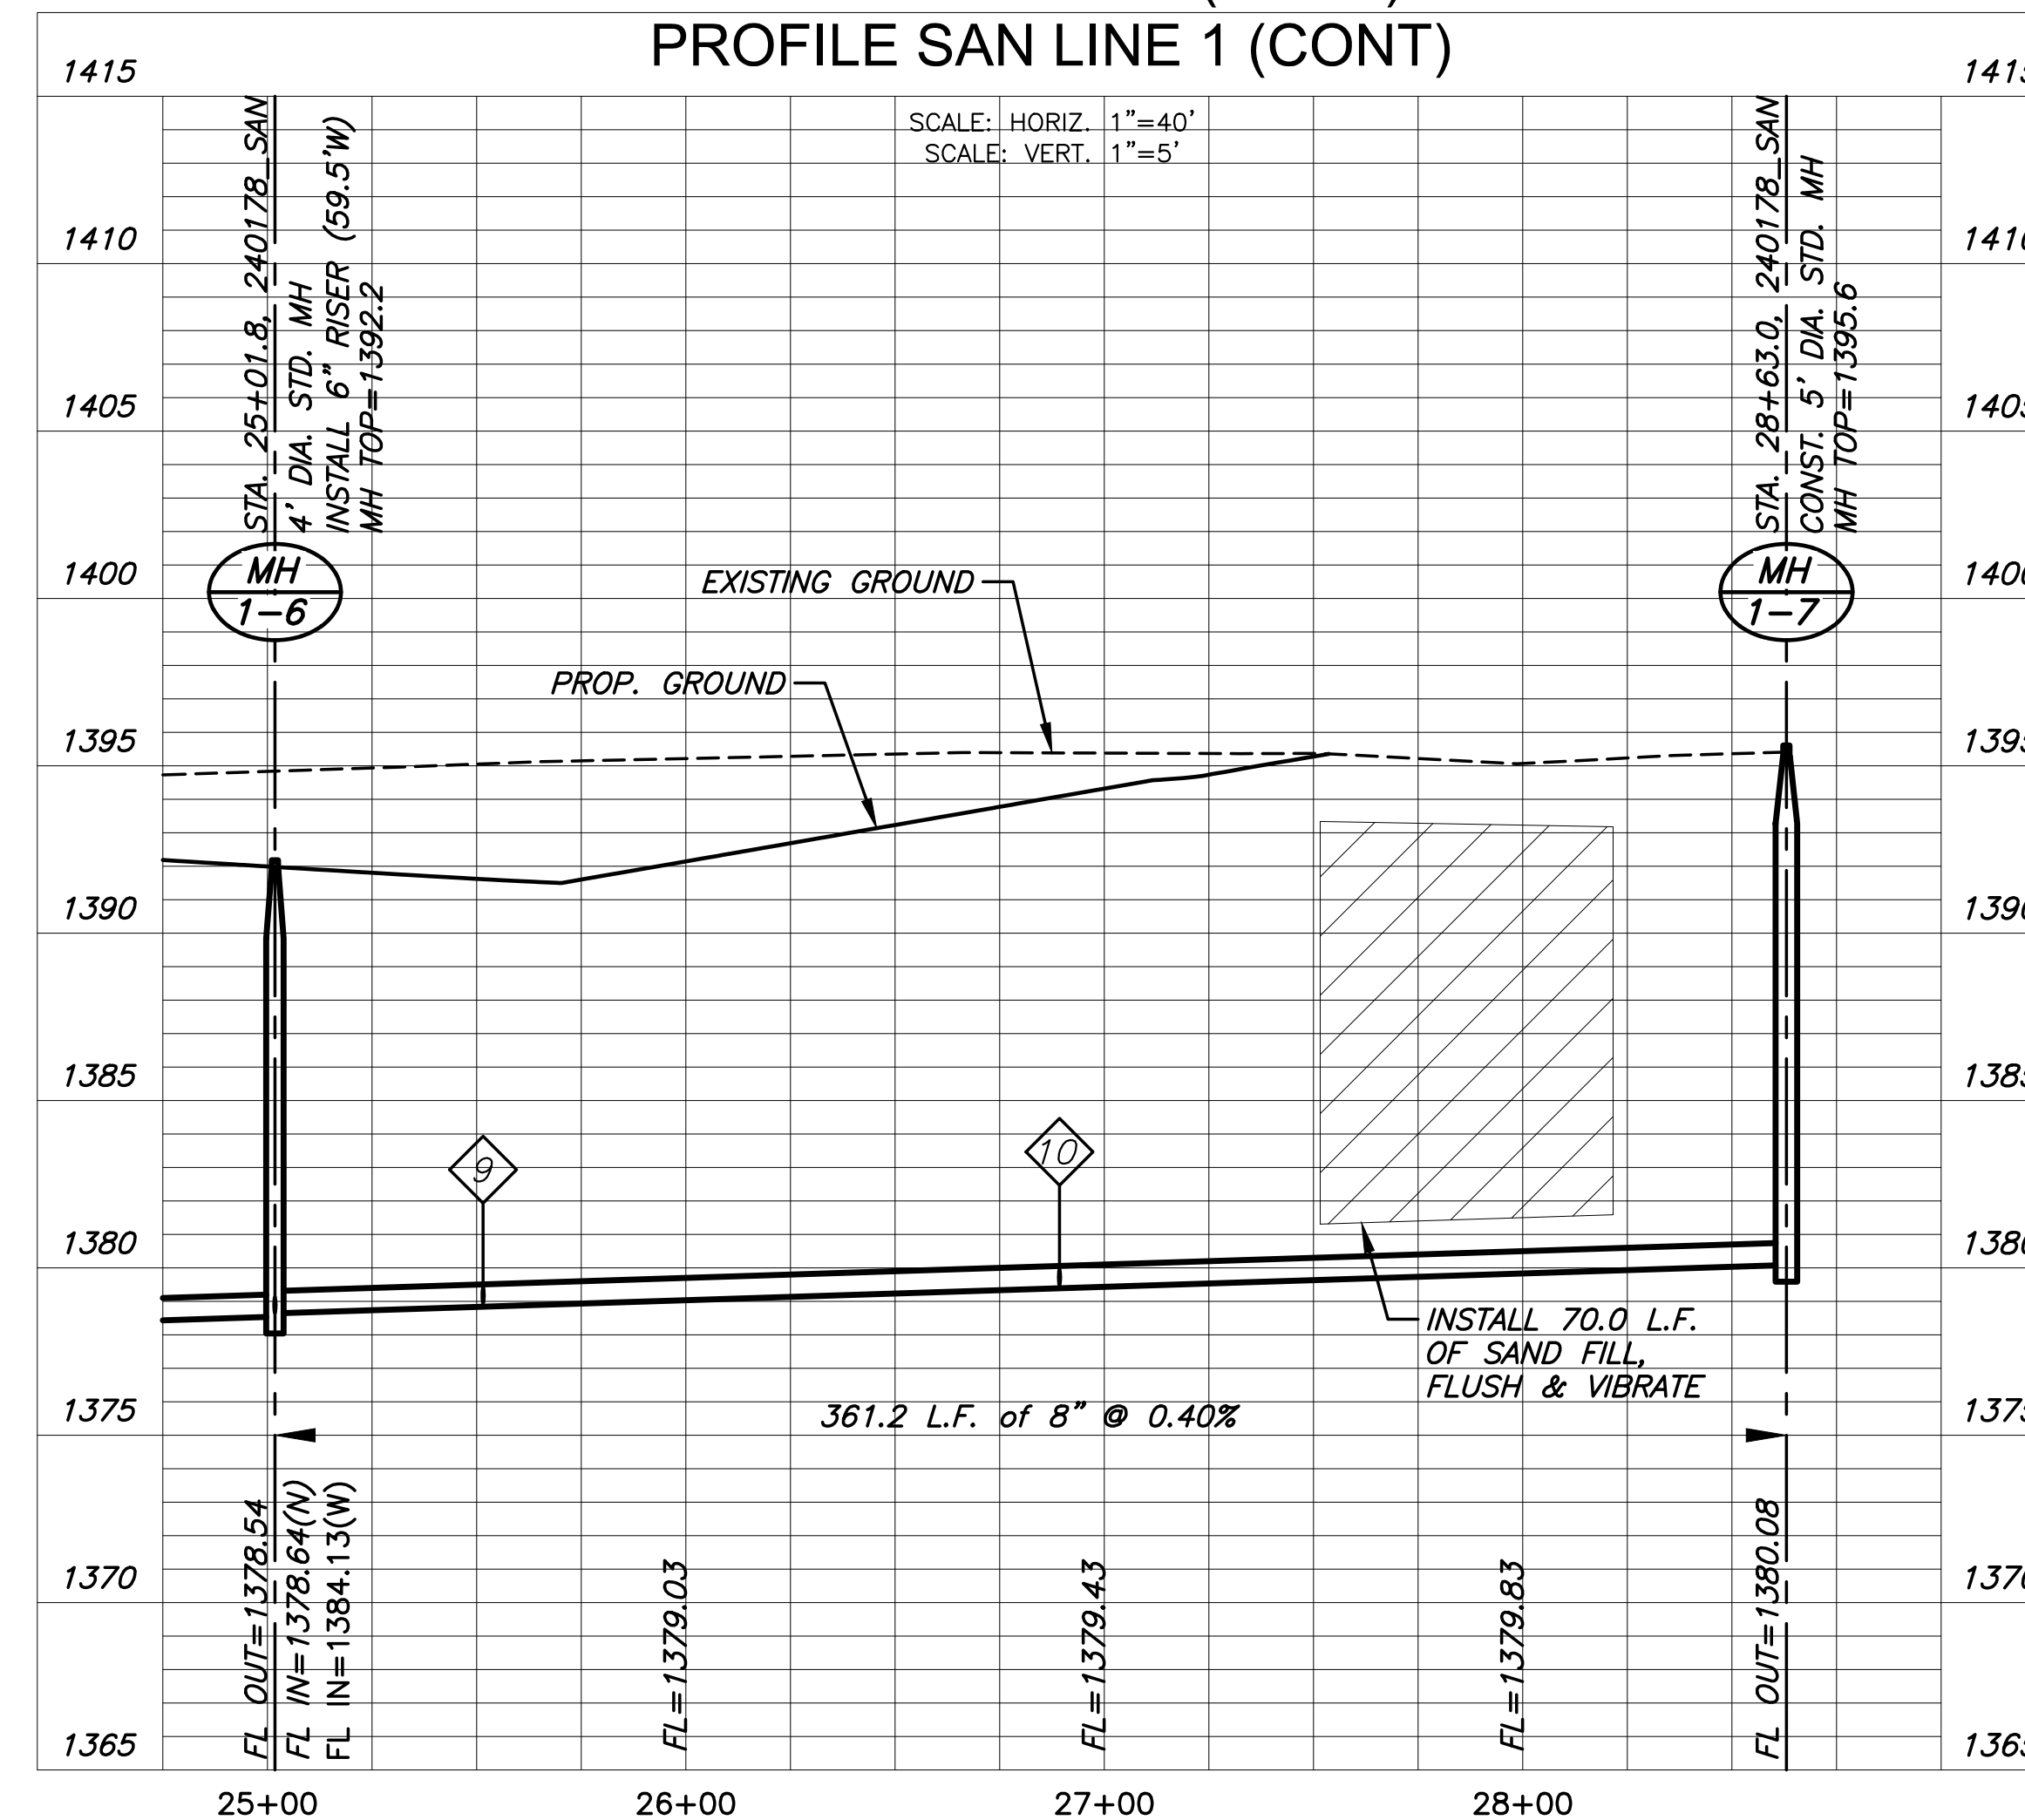 PROFILE SAN LINE 1 (CONT)
SCALE: HORIZ. 1"=40'
SCALE: VERT. 1"=5'
1415
1410
1405
1400
1395
1390
1385
1380
1375
1370
1365
STA. 25+01.8, 240178_SAN
4' DIA. STD. MH
INSTALL 6" RISER (59.5'W)
MH TOP=1392.2
MH
1-6
STA. 28+63.0, 240178_SAN
CONST. 5' DIA. STD. MH
MH TOP=1395.6
MH
1-7
EXISTING GROUND
PROP. GROUND
9
10
INSTALL 70.0 L.F.
OF SAND FILL,
FLUSH & VIBRATE
361.2 L.F. of 8" @ 0.40%
FL OUT=1378.54
FL IN=1378.64(N)
FL IN=1384.13(W)
FL=1379.03
FL=1379.43
FL=1379.83
FL OUT=1380.08
25+00
26+00
27+00
28+00